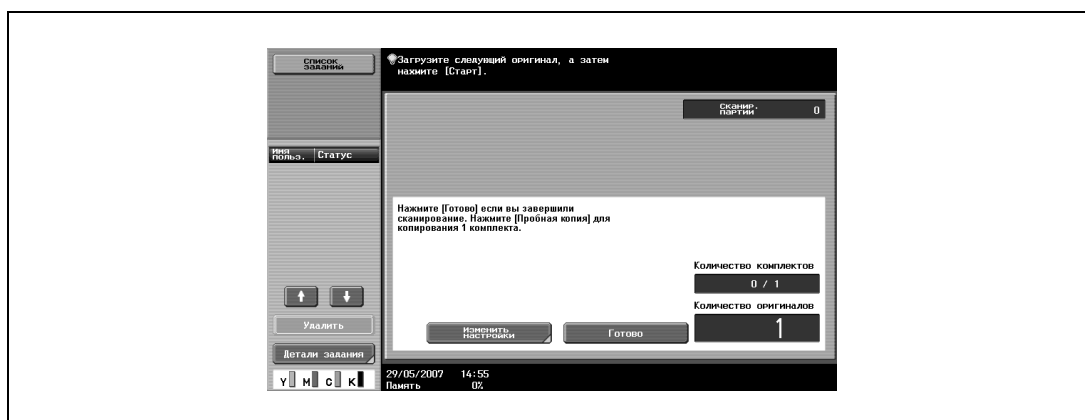 Список
заданий
Загрузите следующий оригинал, а затем
нажмите [Старт].
Сканир.
партии 0
Имя
польз. Статус
Нажмите [Готово] если вы завершили
сканирование. Нажмите [Пробная копия] для
копирования 1 комплекта.
Количество комплектов
0 / 1
Количество оригиналов
1
Удалить
Изменить
настройки
Готово
Детали задания
Y M C K
29/05/2007 14:55
Память 0%